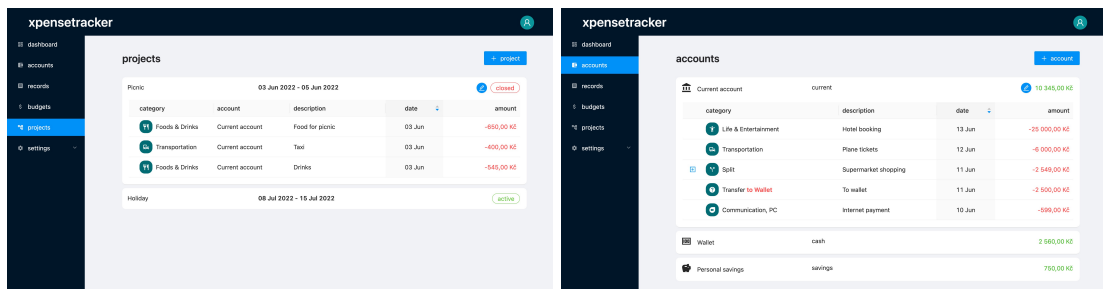 xpensetracker
dashboard
accounts
records
budgets
projects
settings
projects
+ project
Picnic 03 Jun 2022 - 05 Jun 2022 closed
category account description date amount
Foods & Drinks Current account Food for picnic 03 Jun -650,00 Kč
Transportation Current account Taxi 03 Jun -400,00 Kč
Foods & Drinks Current account Drinks 03 Jun -545,00 Kč
Holiday 08 Jul 2022 - 15 Jul 2022 active
xpensetracker
dashboard
accounts
records
budgets
projects
settings
accounts
+ account
Current account current 10 345,00 Kč
category description date amount
Life & Entertainment Hotel booking 13 Jun -25 000,00 Kč
Transportation Plane tickets 12 Jun -6 000,00 Kč
Split Supermarket shopping 11 Jun -2 549,00 Kč
Transfer to Wallet To wallet 11 Jun -2 500,00 Kč
Communication, PC Internet payment 10 Jun -599,00 Kč
Wallet cash 2 560,00 Kč
Personal savings savings 750,00 Kč